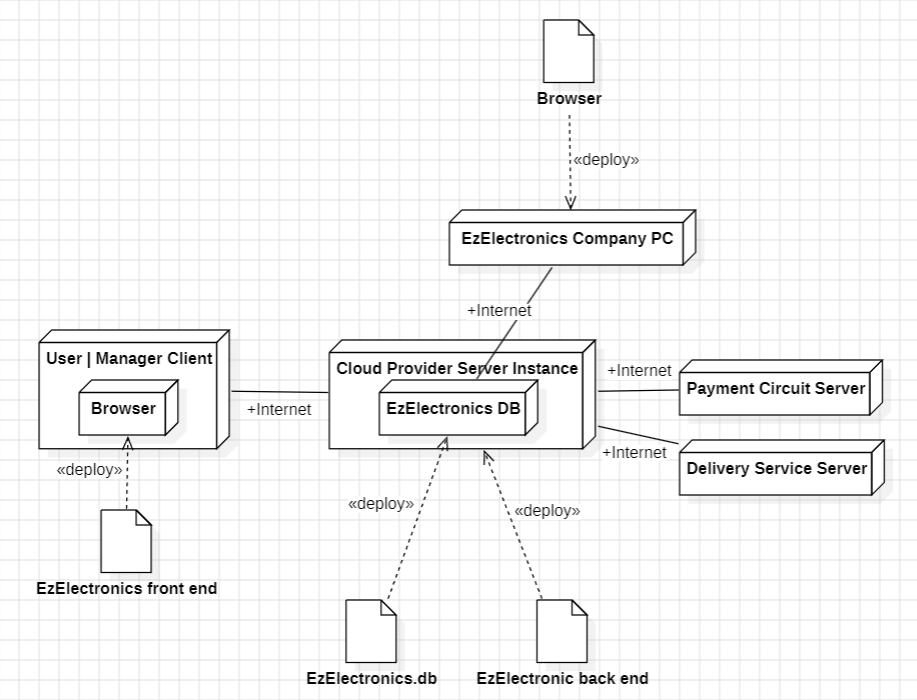 Browser
«deploy»
EzElectronics Company PC
+Internet
User | Manager Client
Browser
+Internet
Cloud Provider Server Instance
EzElectronics DB
+Internet
Payment Circuit Server
+Internet
Delivery Service Server
«deploy»
«deploy»
«deploy»
EzElectronics front end
EzElectronics.db
EzElectronic back end